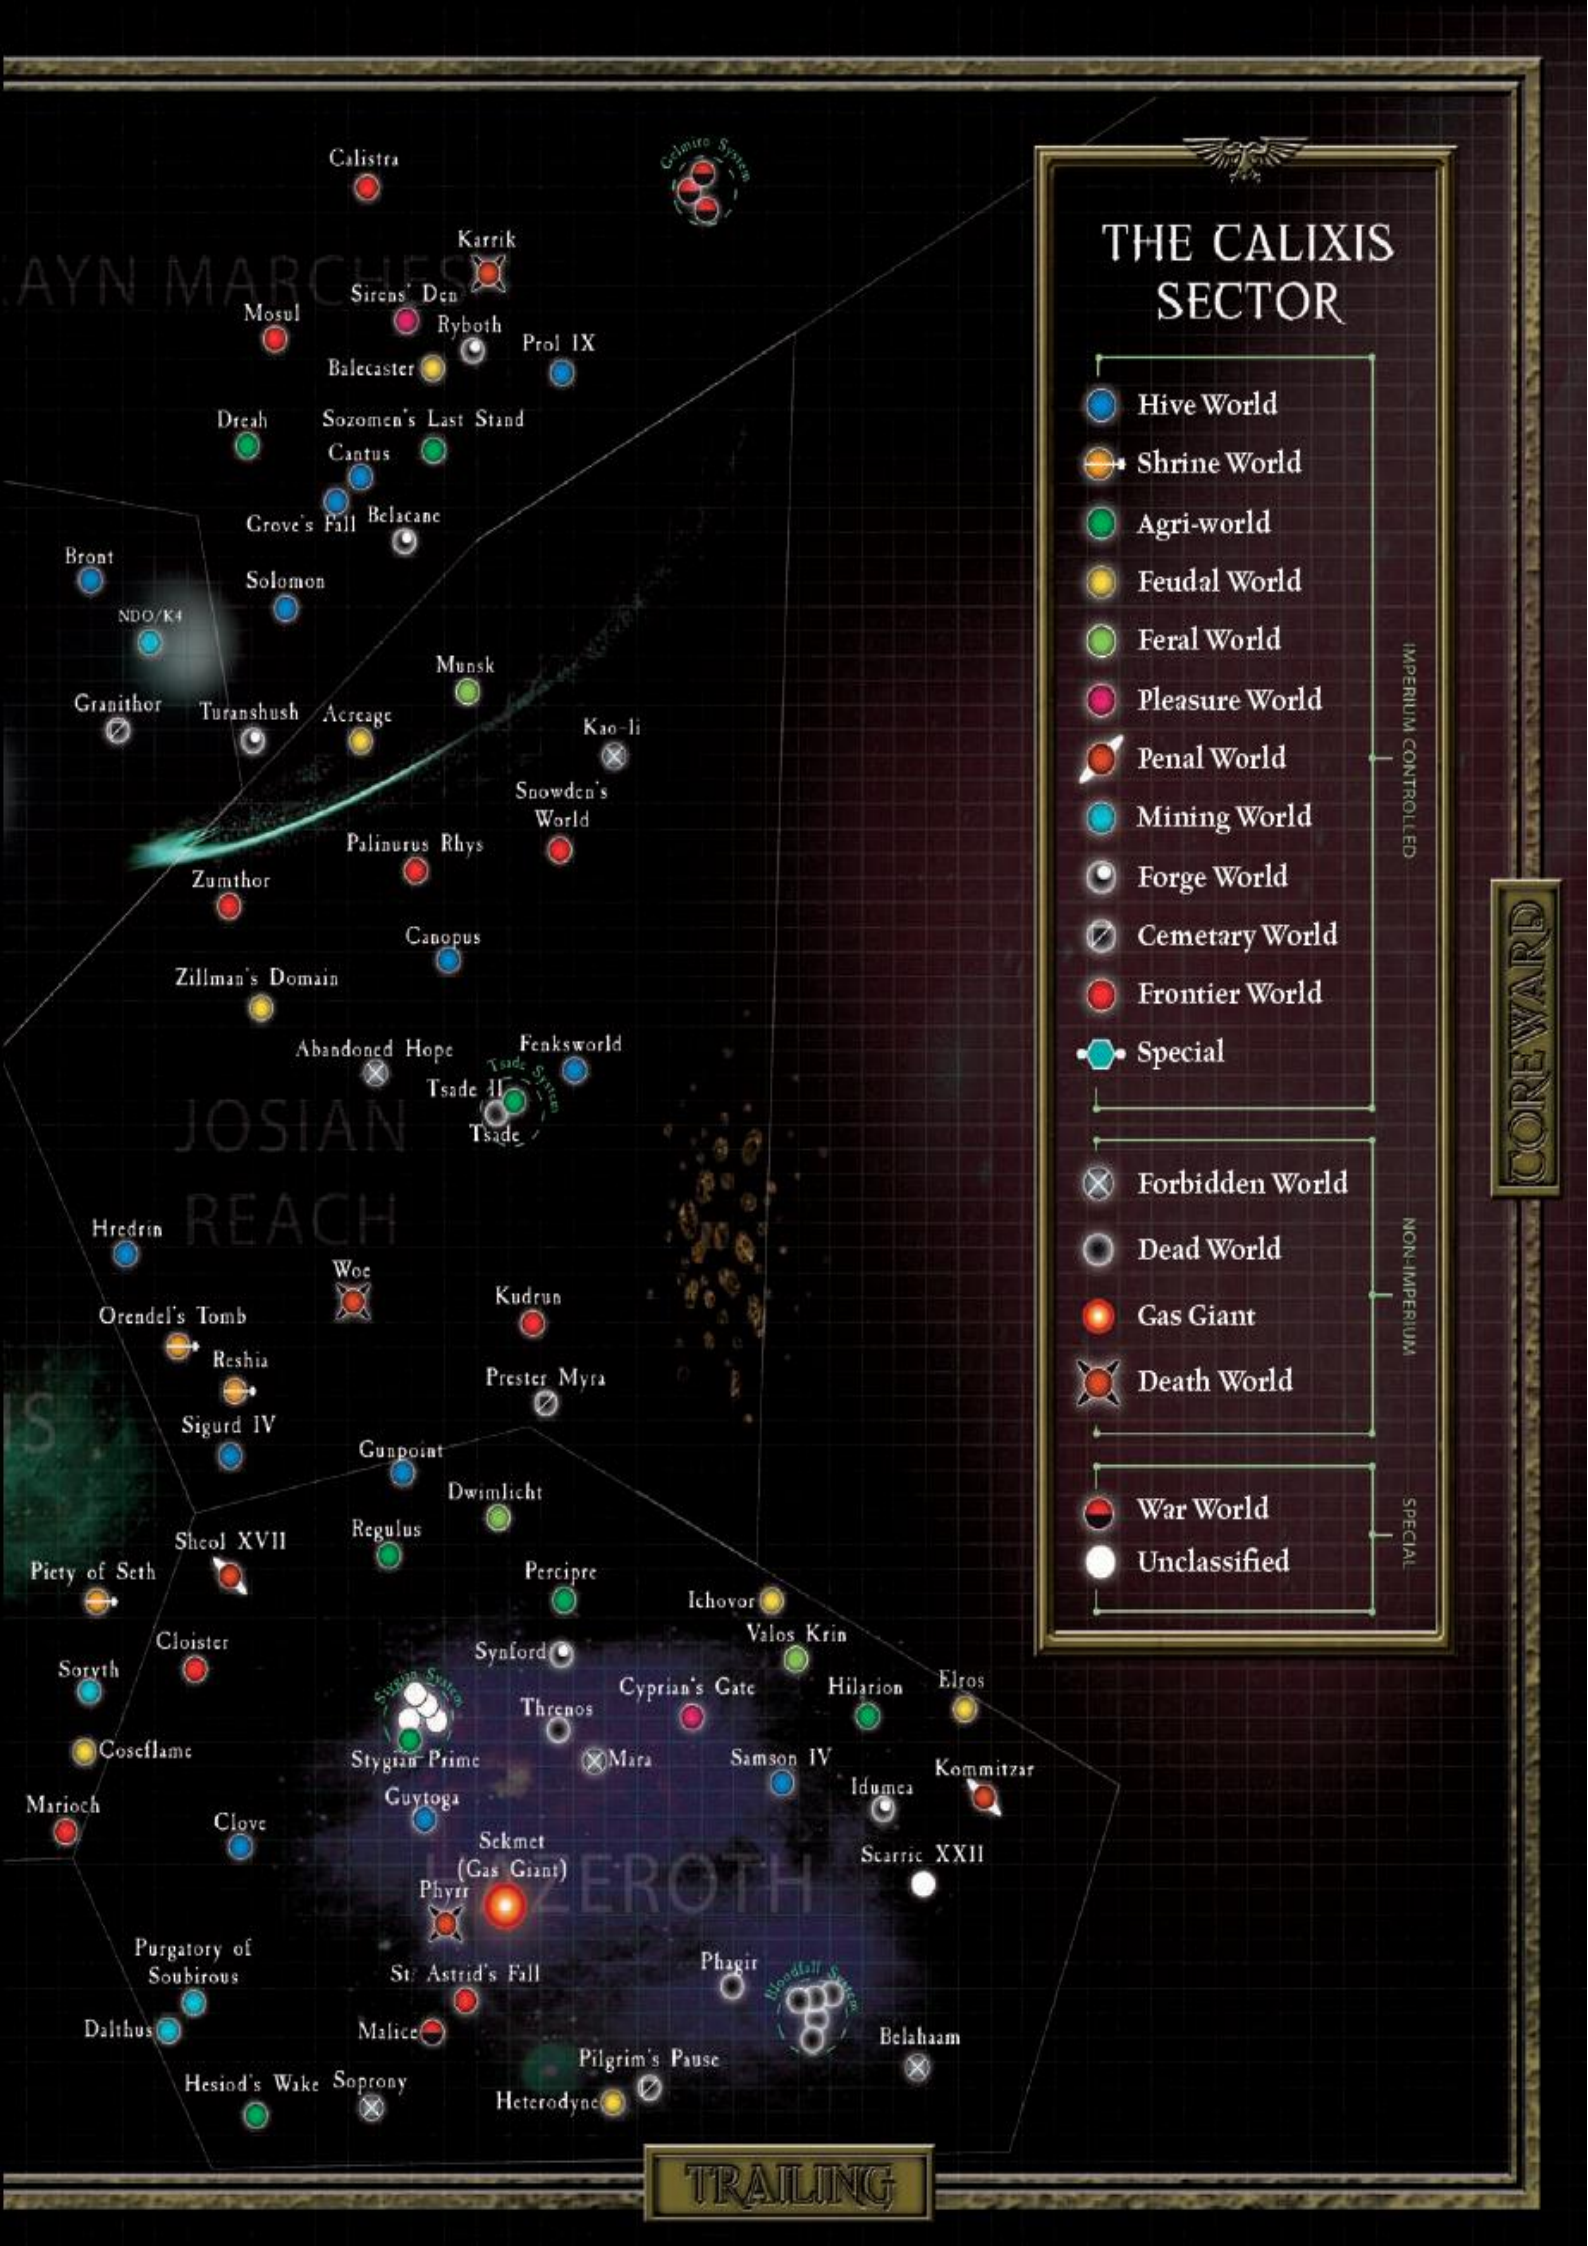 Calistra
Gelmiro System
Karrik
AYN MARCHES
Sirens' Den
Mosul
Ryboth
Prol IX
Balecaster
Dreah
Sozomen's Last Stand
Cantus
Grove's Fall
Belacane
Bront
Solomon
NDO/K4
Munsk
Granithor
Turanshush
Acreage
Kao-li
Snowden's
World
Palinurus Rhys
Zumthor
Canopus
Zillman's Domain
Abandoned Hope
Fenksworld
Tsade System
Tsade II
Tsade
JOSIAN
REACH
Hredrin
Woe
Kudrun
Orendel's Tomb
Reshia
Prester Myra
Sigurd IV
Gunpoint
Dwimlicht
Regulus
Sheol XVII
Piety of Seth
Percipre
Ichovor
Valos Krin
Cloister
Synford
Soryth
Stygian System
Cyprian's Gate
Hilarion
Elros
Threnos
Coseflame
Stygian Prime
Mara
Samson IV
Kommitzar
Idumea
Marioch
Guytoga
Clove
Sekmet
(Gas Giant)
Scarric XXII
ZEROTH
Phyrr
Purgatory of
Soubirous
St. Astrid's Fall
Phagir
Bloodfall System
Dalthus
Malice
Belahaam
Pilgrim's Pause
Hesiod's Wake
Soprony
Heterodyne
TRAILING
COREWARD
THE CALIXIS
SECTOR
Hive World
Shrine World
Agri-world
Feudal World
Feral World
Pleasure World
Penal World
Mining World
Forge World
Cemetary World
Frontier World
Special
IMPERIUM CONTROLLED
Forbidden World
Dead World
Gas Giant
Death World
NON-IMPERIUM
War World
Unclassified
SPECIAL